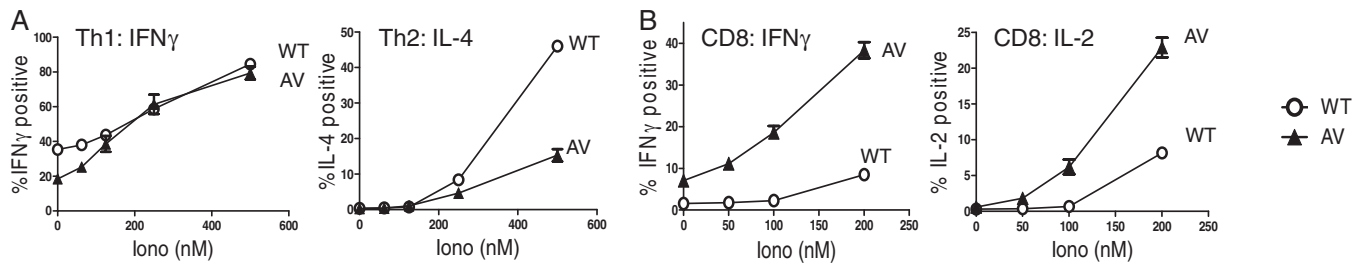 A
Th1: IFNγ
WT
AV
100
80
60
40
20
0
% IFNγ positive
0
200
400
600
Iono (nM)
Th2: IL-4
WT
AV
50
40
30
20
10
0
% IL-4 positive
0
200
400
600
Iono (nM)
B
CD8: IFNγ
AV
WT
40
30
20
10
0
% IFNγ positive
0
50
100
150
200
250
Iono (nM)
CD8: IL-2
AV
WT
25
20
15
10
5
0
% IL-2 positive
0
50
100
150
200
250
Iono (nM)
WT
AV